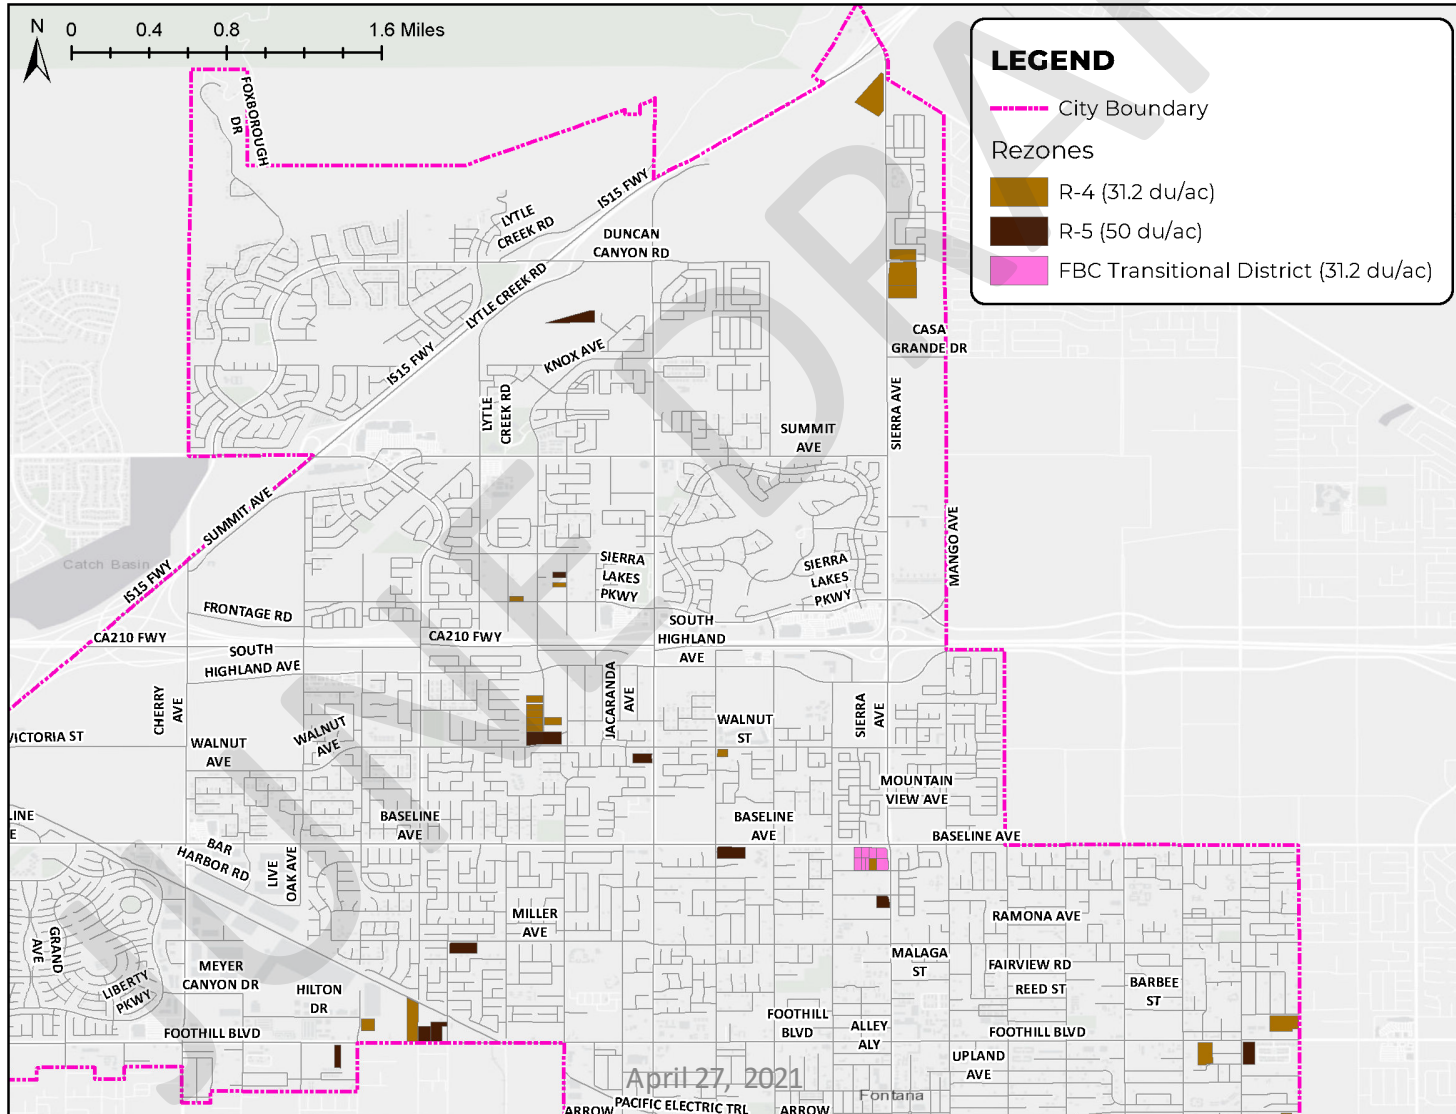 N
0 0.4 0.8 1.6 Miles
LEGEND
City Boundary
Rezones
R-4 (31.2 du/ac)
R-5 (50 du/ac)
FBC Transitional District (31.2 du/ac)
FOXBOROUGH
DR
LYTLE
CREEK RD
IS15 FWY
DUNCAN
CANYON RD
LYTLE CREEK RD
IS15 FWY
KNOX AVE
CASA
GRANDE DR
LYTLE
CREEK RD
SIERRA AVE
SUMMIT
AVE
SUMMIT AVE
MANGO AVE
Catch Basin
IS15 FWY
SIERRA
LAKES
PKWY
SIERRA
LAKES
PKWY
FRONTAGE RD
CA210 FWY
CA210 FWY
SOUTH
HIGHLAND
AVE
SOUTH
HIGHLAND AVE
CHERRY
AVE
JACARANDA
AVE
SIERRA
AVE
WALNUT
ST
VICTORIA ST
WALNUT
AVE
WALNUT
AVE
MOUNTAIN
VIEW AVE
LINE
E
BASELINE
AVE
BASELINE
AVE
BASELINE AVE
BAR
HARBOR RD
LIVE
OAK AVE
MILLER
AVE
RAMONA AVE
GRAND
AVE
MALAGA
ST
FAIRVIEW RD
MEYER
CANYON DR
LIBERTY
PKWY
HILTON
DR
REED ST
BARBEE
ST
FOOTHILL BLVD
FOOTHILL
BLVD
ALLEY
ALY
FOOTHILL BLVD
UPLAND
AVE
April 27, 2021
Fontana
ARROW
PACIFIC ELECTRIC TRL
ARROW
JUNE DRA